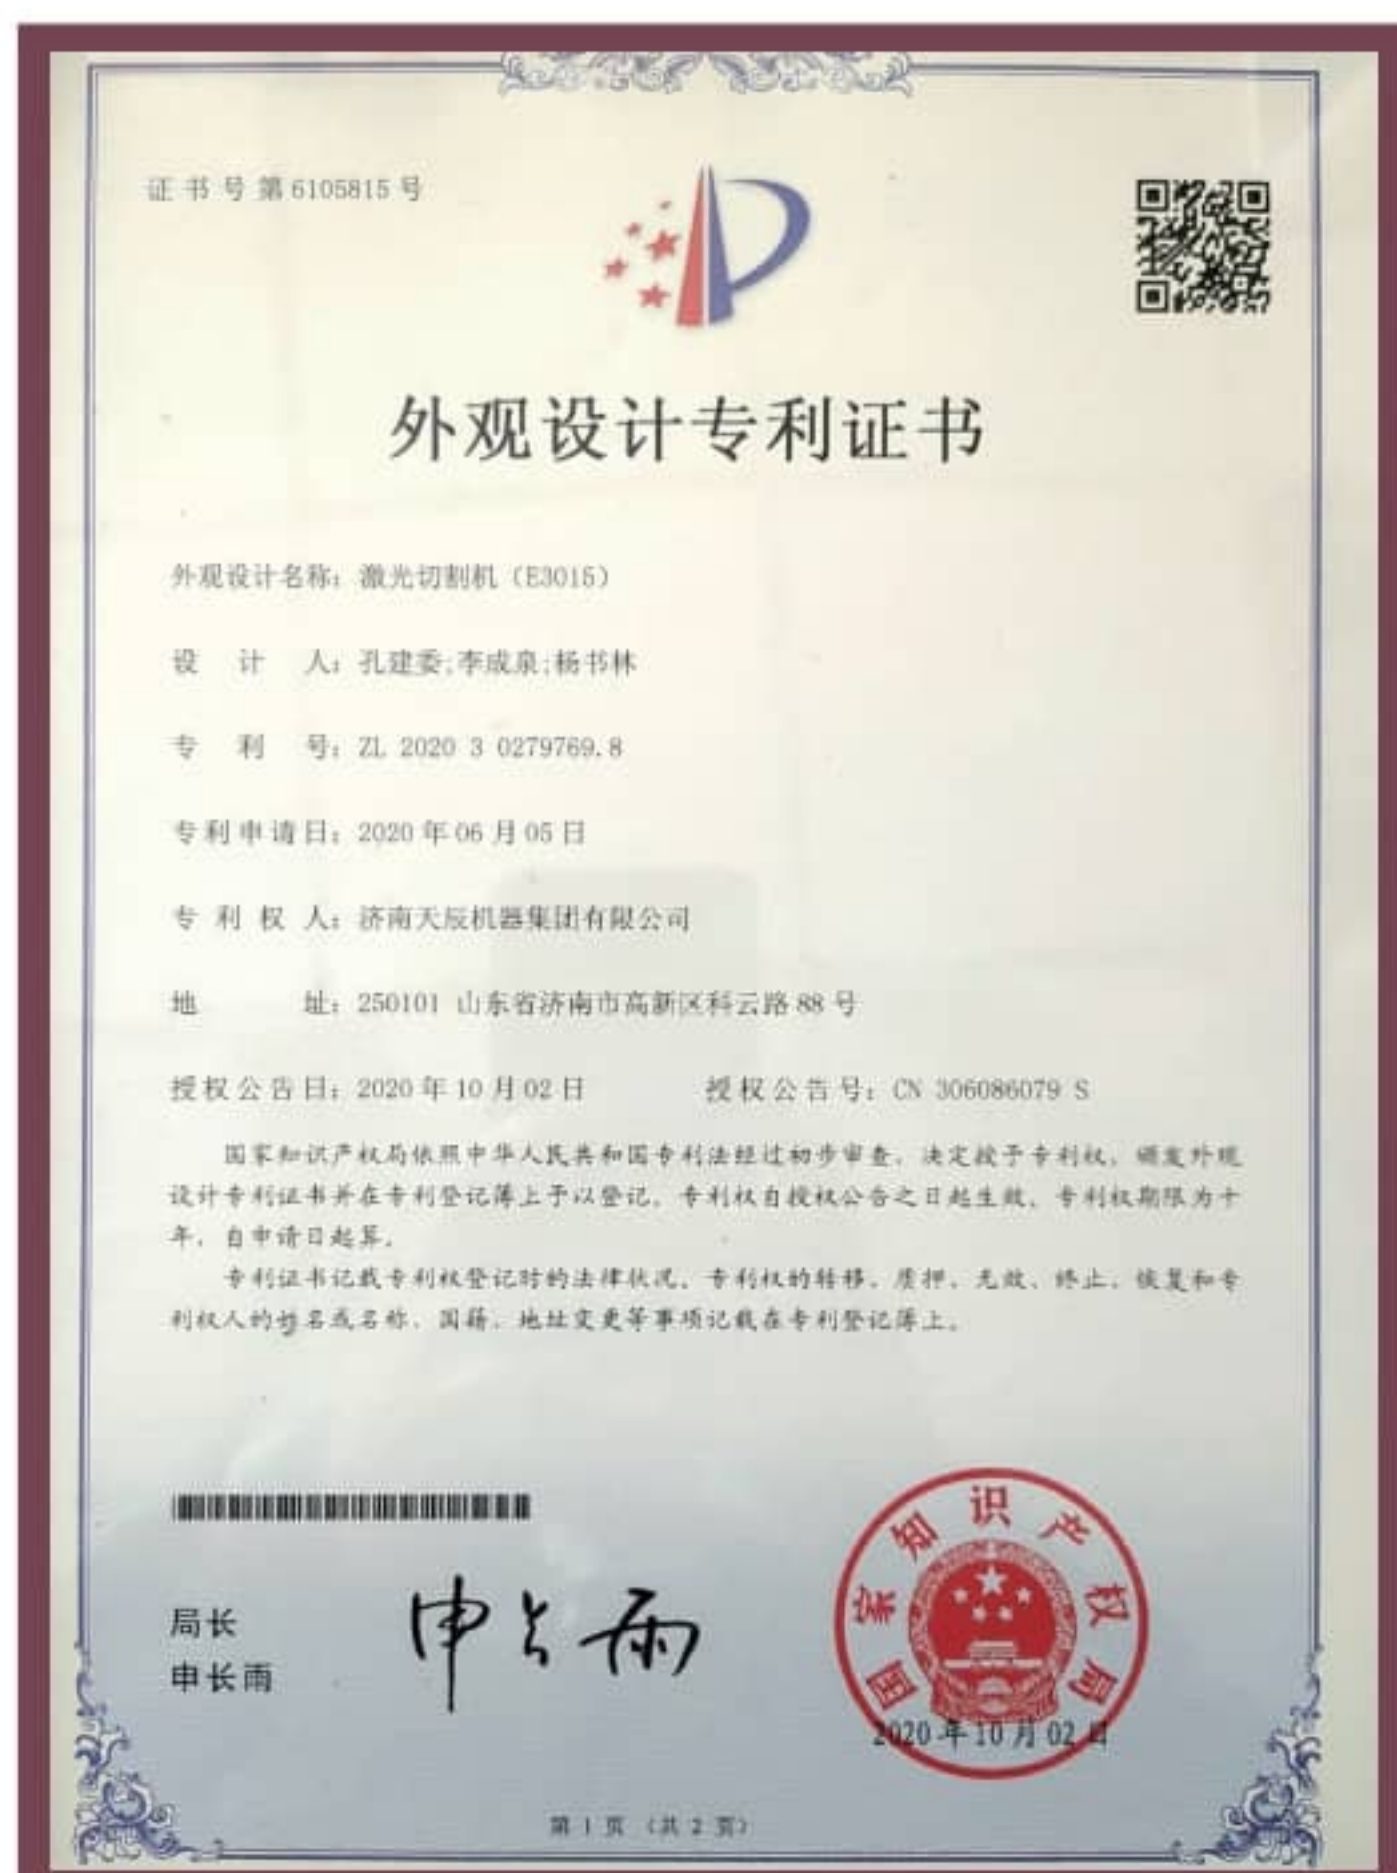 证书号第6105815号
外观设计专利证书
外观设计名称：激光切割机（E3015）
设计人：孔建委;李成泉;杨书林
专利号：ZL 2020 3 0279769.8
专利申请日：2020年06月05日
专利权人：济南天辰机器集团有限公司
地址：250101 山东省济南市高新区科云路88号
授权公告日：2020年10月02日 授权公告号：CN 306086079 S
国家知识产权局依照中华人民共和国专利法经过初步审查，决定授予专利权，颁发外观
设计专利证书并在专利登记簿上予以登记。专利权自授权公告之日起生效。专利权期限为十
年，自申请日起算。
专利证书记载专利权登记时的法律状况。专利权的转移、质押、无效、终止、恢复和专
利权人的姓名或名称、国籍、地址变更等事项记载在专利登记簿上。
局长
申长雨
申长雨
国家知识产权局
2020年10月02日
第 1 页 （共 2 页）